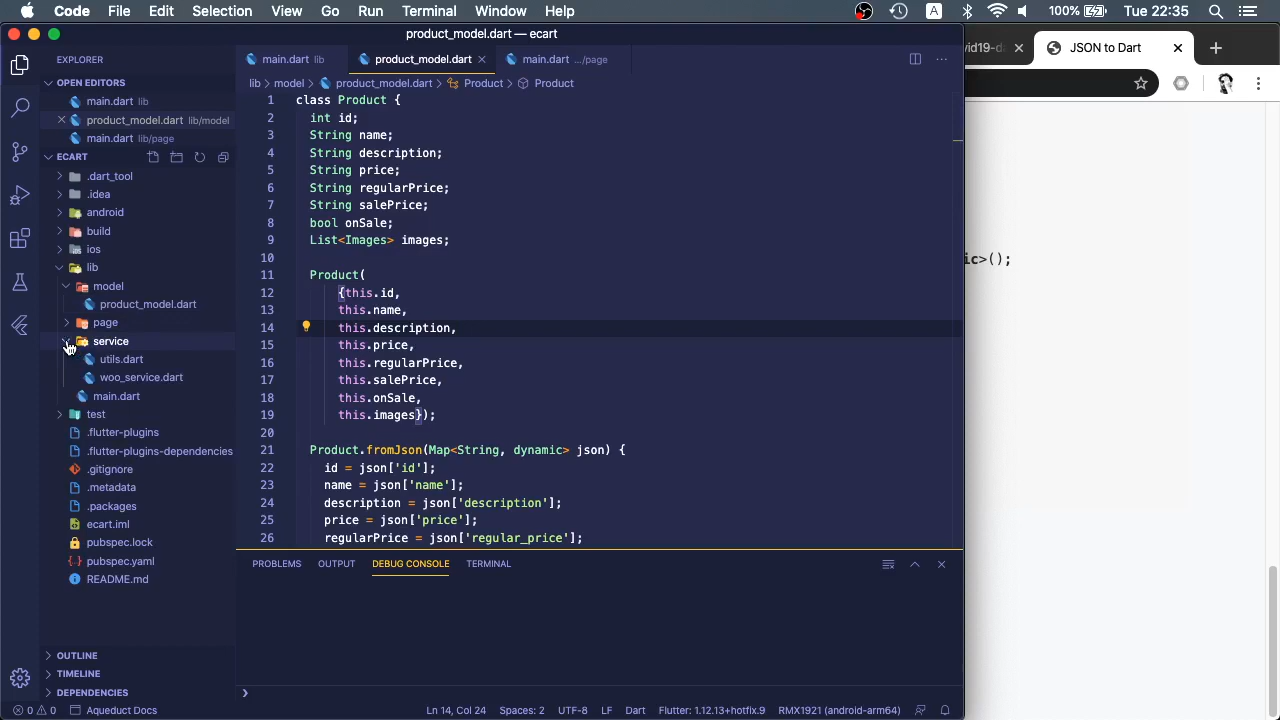 Code File Edit Selection View Go Run Terminal Window Help 100% Tue 22:35
product_model.dart — ecart
EXPLORER
OPEN EDITORS
main.dart lib
product_model.dart lib/model
main.dart lib/page
ECART
.dart_tool
.idea
android
build
ios
lib
model
product_model.dart
page
service
utils.dart
woo_service.dart
main.dart
test
.flutter-plugins
.flutter-plugins-dependencies
.gitignore
.metadata
.packages
ecart.iml
pubspec.lock
pubspec.yaml
README.md
OUTLINE
TIMELINE
DEPENDENCIES
main.dart lib
product_model.dart
main.dart .../page
lib > model > product_model.dart > Product > Product
1 class Product {
2 int id;
3 String name;
4 String description;
5 String price;
6 String regularPrice;
7 String salePrice;
8 bool onSale;
9 List<Images> images;
10
11 Product(
12 {this.id,
13 this.name,
14 this.description,
15 this.price,
16 this.regularPrice,
17 this.salePrice,
18 this.onSale,
19 this.images});
20
21 Product.fromJson(Map<String, dynamic> json) {
22 id = json['id'];
23 name = json['name'];
24 description = json['description'];
25 price = json['price'];
26 regularPrice = json['regular_price'];
PROBLEMS OUTPUT DEBUG CONSOLE TERMINAL
0 0 Aqueduct Docs Ln 14, Col 24 Spaces: 2 UTF-8 LF Dart Flutter: 1.12.13+hotfix.9 RMX1921 (android-arm64)
vid19-d
JSON to Dart
ic>();